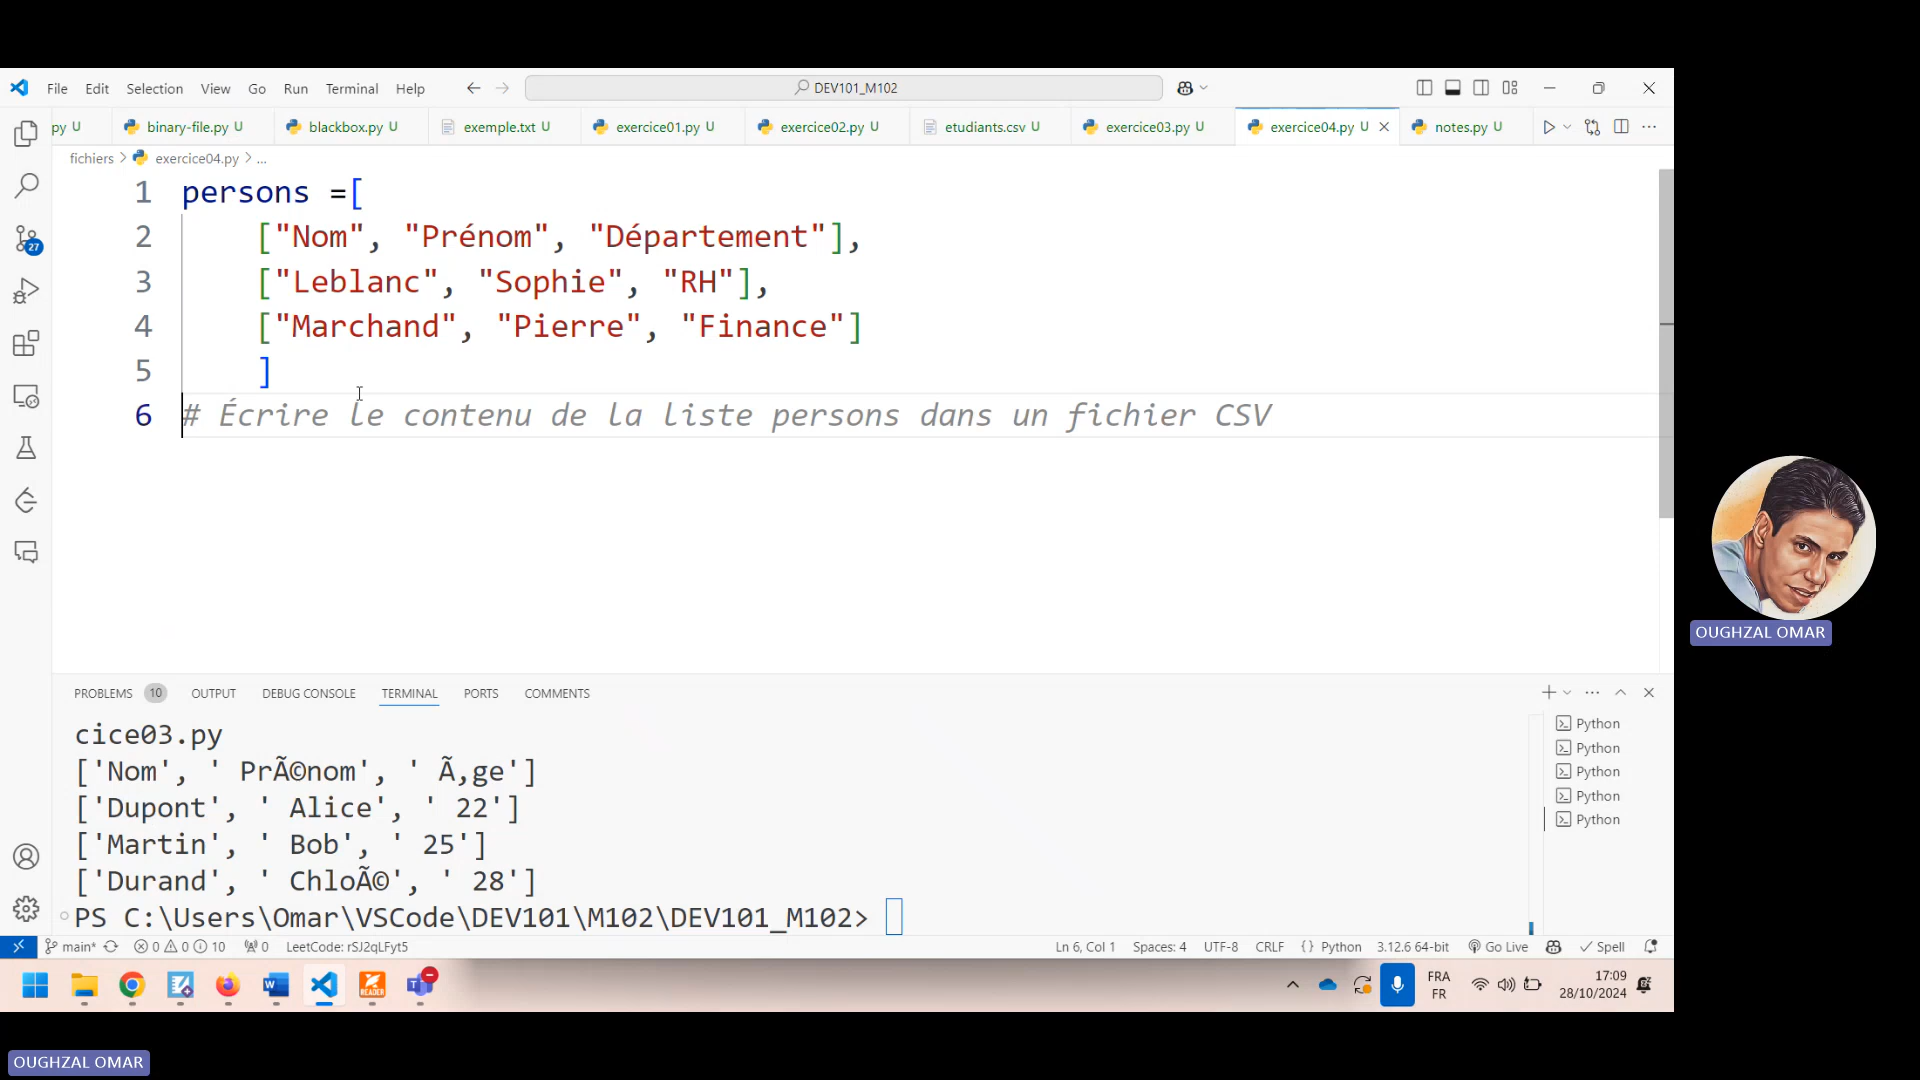 File Edit Selection View Go Run Terminal Help DEV101_M102
py U binary-file.py U blackbox.py U exemple.txt U exercice01.py U exercice02.py U etudiants.csv U exercice03.py U exercice04.py U notes.py U
fichiers > exercice04.py > ...
1 persons =[
2 ["Nom", "Prénom", "Département"],
3 ["Leblanc", "Sophie", "RH"],
4 ["Marchand", "Pierre", "Finance"]
5 ]
6 # Écrire le contenu de la liste persons dans un fichier CSV
27
OUGHZAL OMAR
PROBLEMS 10 OUTPUT DEBUG CONSOLE TERMINAL PORTS COMMENTS
cice03.py
['Nom', ' PrÃ©nom', ' Ã‚ge']
['Dupont', ' Alice', ' 22']
['Martin', ' Bob', ' 25']
['Durand', ' ChloÃ©', ' 28']
PS C:\Users\Omar\VSCode\DEV101\M102\DEV101_M102>
Python
Python
Python
Python
Python
main* 0 0 10 0 LeetCode: rSJ2qLFyt5 Ln 6, Col 1 Spaces: 4 UTF-8 CRLF {} Python 3.12.6 64-bit Go Live Spell
READER
FRA
FR
17:09
28/10/2024
OUGHZAL OMAR